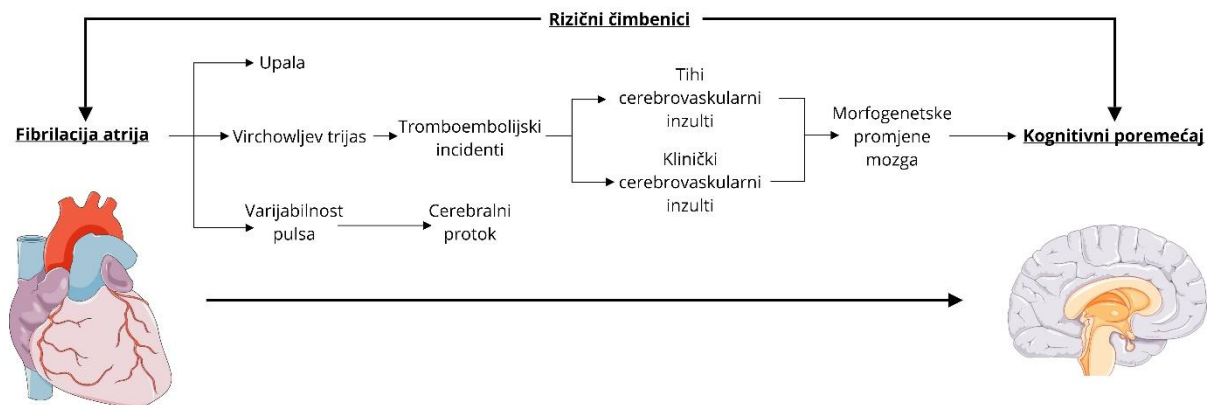 Rizični čimbenici
Fibrilacija atrija
Upala
Virchowljev trijas
Varijabilnost
pulsa
Tromboembolijski
incidenti
Cerebralni
protok
Tihi
cerebrovaskularni
inzulti
Klinički
cerebrovaskularni
inzulti
Morfogenetske
promjene
mozga
Kognitivni poremećaj